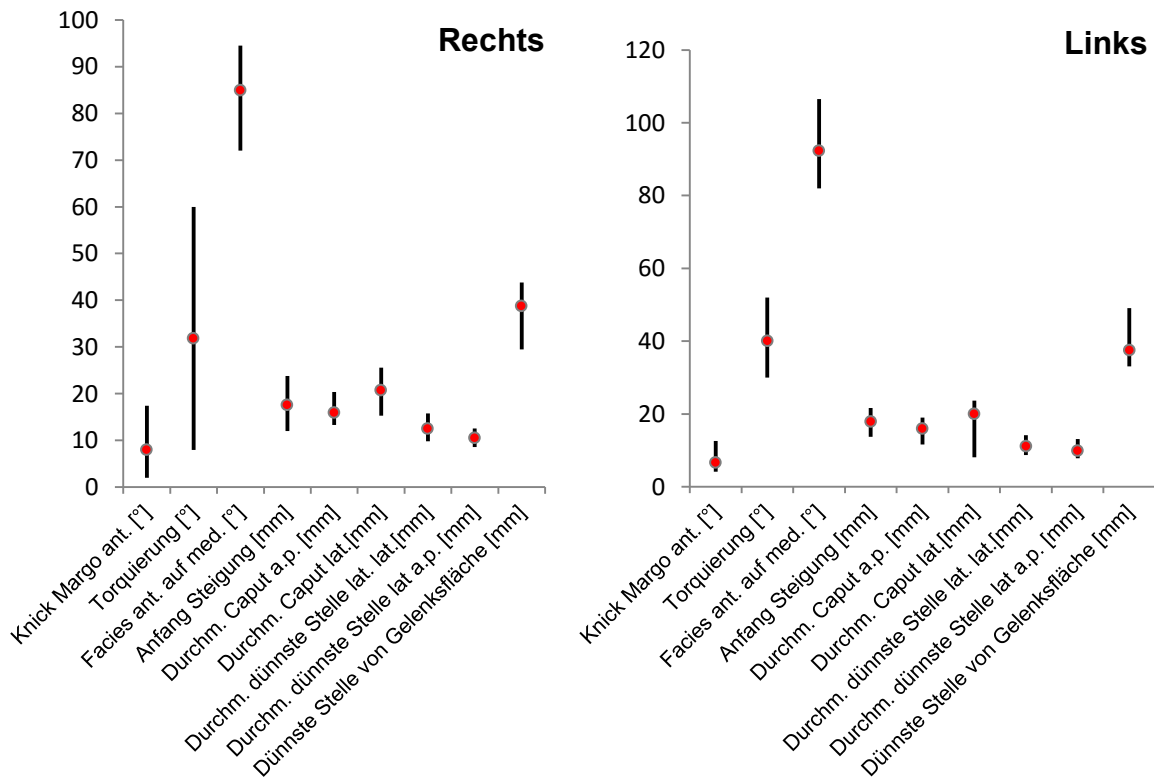 Rechts
100
90
80
70
60
50
40
30
20
10
0
Knick Margo ant. [°]
Torquierung [°]
Facies ant. auf med. [°]
Anfang Steigung [mm]
Durchm. Caput a.p. [mm]
Durchm. Caput lat.[mm]
Durchm. dünnste Stelle lat. [mm]
Durchm. dünnste Stelle lat a.p. [mm]
Dünnste Stelle von Gelenksfläche [mm]
Links
120
100
80
60
40
20
0
Knick Margo ant. [°]
Torquierung [°]
Facies ant. auf med. [°]
Anfang Steigung [mm]
Durchm. Caput a.p. [mm]
Durchm. Caput lat.[mm]
Durchm. dünnste Stelle lat. [mm]
Durchm. dünnste Stelle lat a.p. [mm]
Dünnste Stelle von Gelenksfläche [mm]